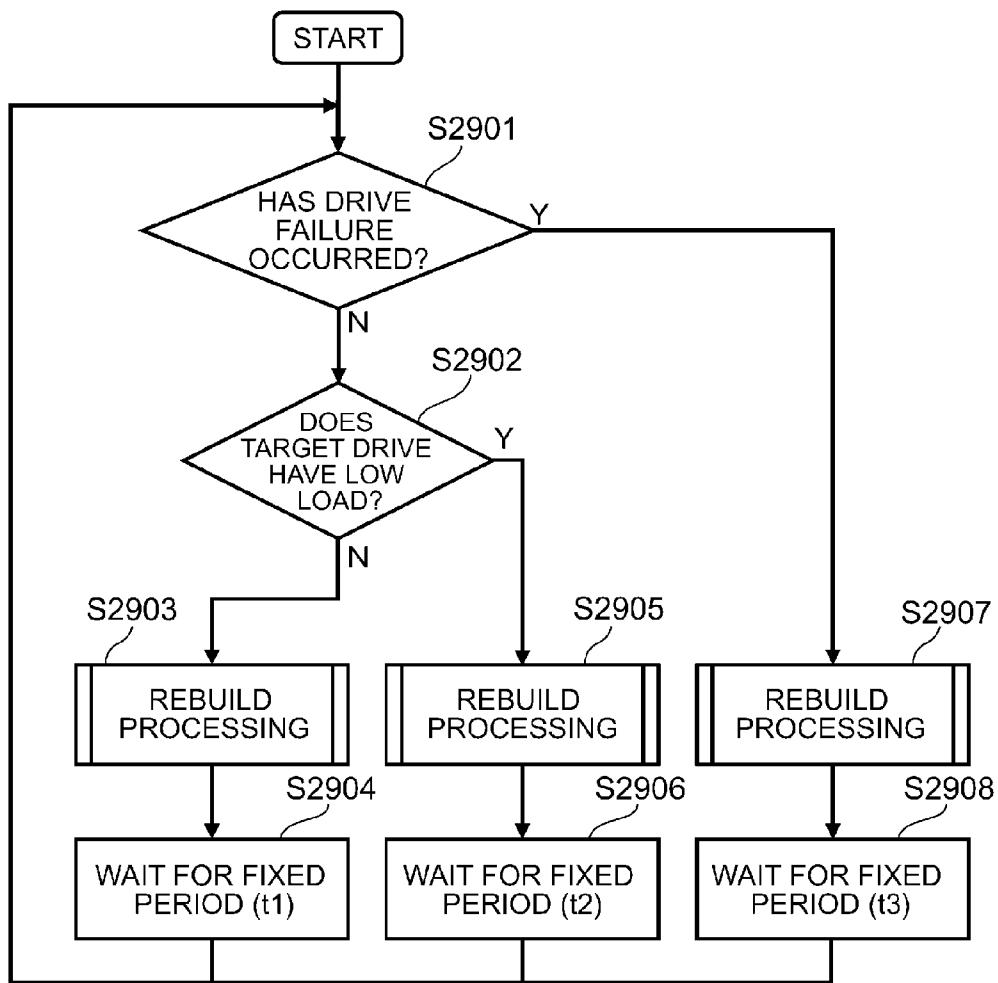 START
S2901
HAS DRIVE
FAILURE
OCCURRED?
Y
N
S2902
DOES
TARGET DRIVE
HAVE LOW
LOAD?
Y
N
S2903
REBUILD
PROCESSING
S2905
REBUILD
PROCESSING
S2907
REBUILD
PROCESSING
S2904
WAIT FOR FIXED
PERIOD (t1)
S2906
WAIT FOR FIXED
PERIOD (t2)
S2908
WAIT FOR FIXED
PERIOD (t3)